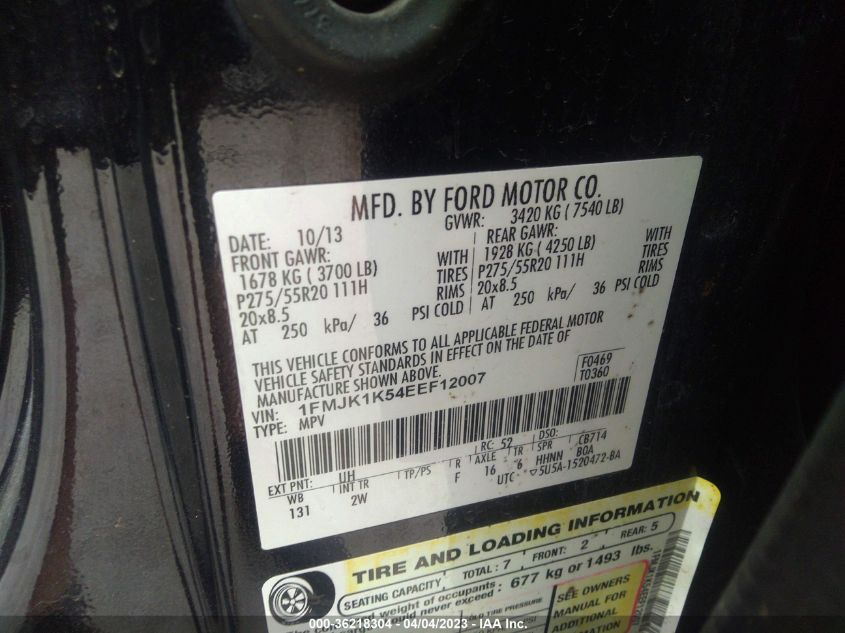 MFD. BY FORD MOTOR CO.
DATE: 10/13 GVWR: 3420 KG ( 7540 LB)
FRONT GAWR: REAR GAWR:
1678 KG ( 3700 LB) WITH 1928 KG ( 4250 LB) WITH
P275/55R20 111H TIRES P275/55R20 111H TIRES
20x8.5 RIMS 20x8.5 RIMS
AT 250 kPa/ 36 PSI COLD AT 250 kPa/ 36 PSI COLD
THIS VEHICLE CONFORMS TO ALL APPLICABLE FEDERAL MOTOR
VEHICLE SAFETY STANDARDS IN EFFECT ON THE DATE OF
MANUFACTURE SHOWN ABOVE.
F0469
VIN: 1FMJK1K54EEF12007 T0360
TYPE: MPV
EXT PNT: UH RC: 52 DSO:
WB INT TR TP/PS R AXLE TR SPR CB714
131 2W F 16 6 HHNN BOA
UTC ▽5U5A-1520472-BA
TIRE AND LOADING INFORMATION
SEATING CAPACITY TOTAL: 7 FRONT: 2 REAR: 5
weight of occupants
never exceed: 677 kg or 1493 lbs.
TIRE PRESSURE
SEE OWNERS
MANUAL FOR
ADDITIONAL
000-36218304 - 04/04/2023 - IAA Inc.